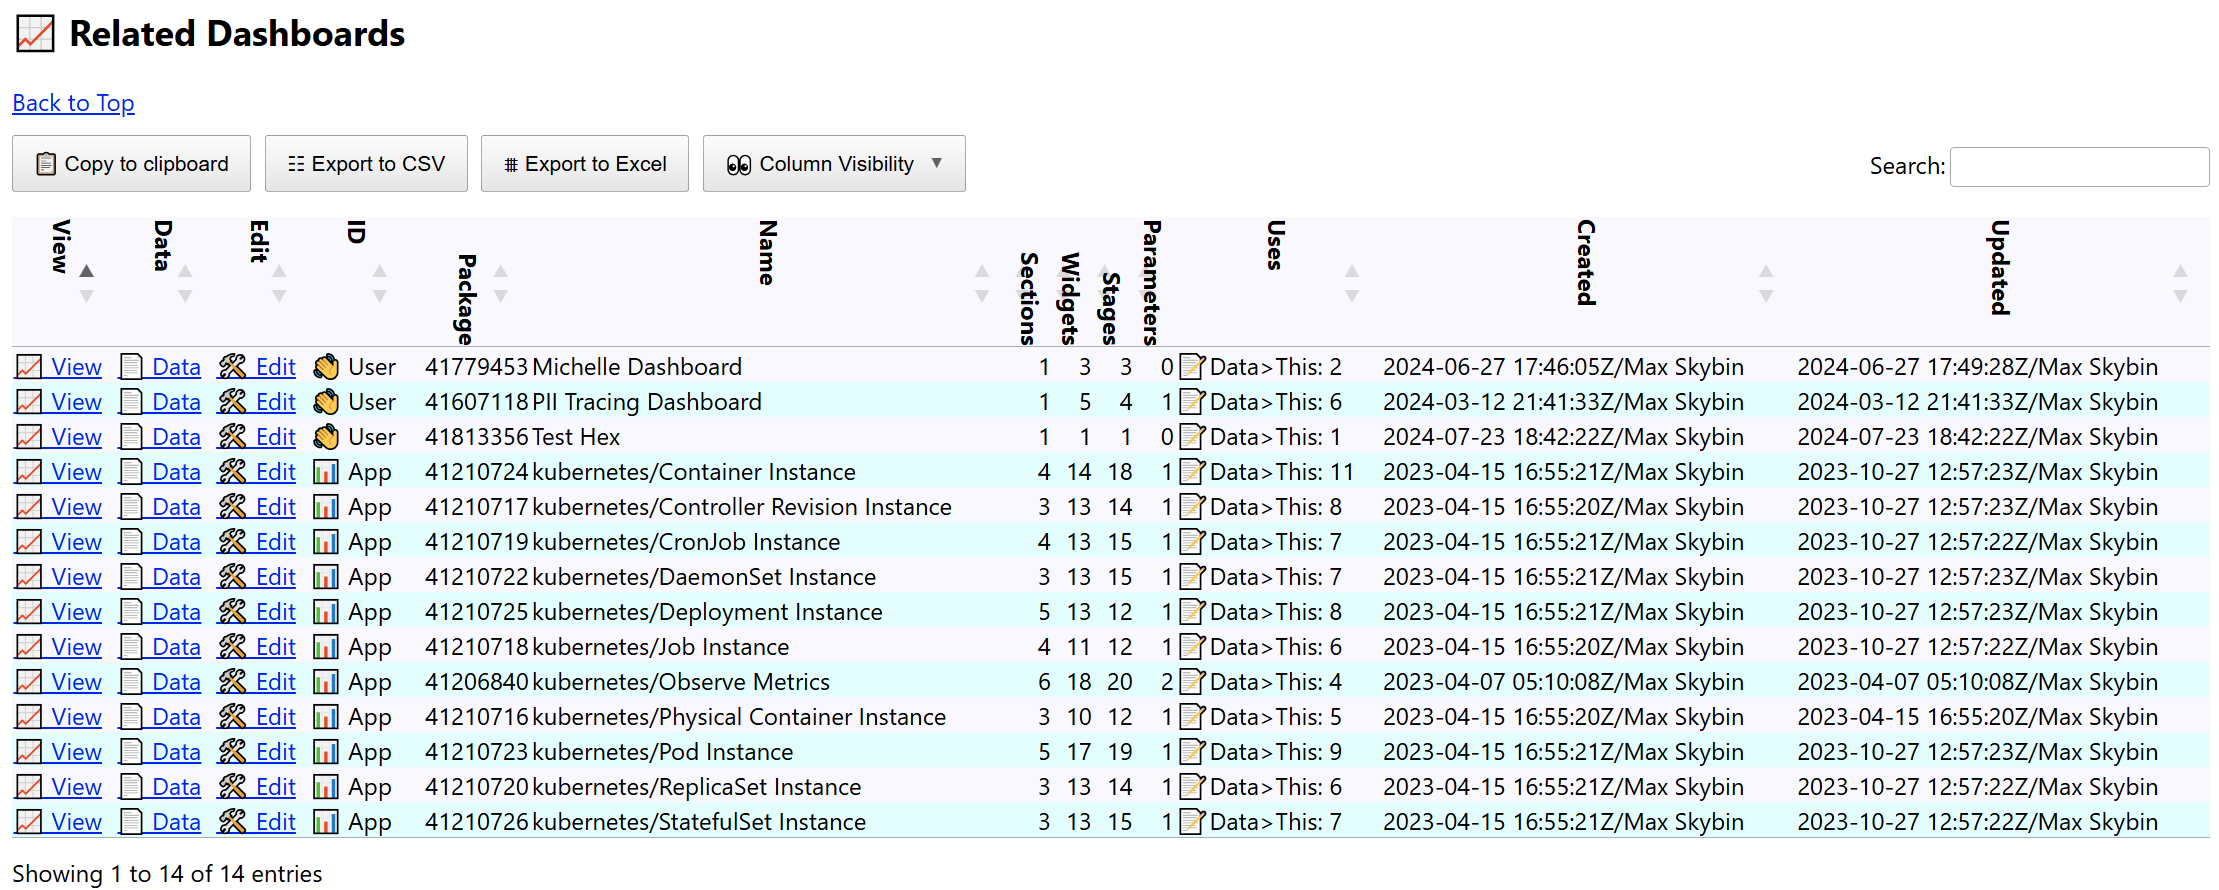 Related Dashboards
Back to Top
Copy to clipboard Export to CSV Export to Excel Column Visibility Search:
View Data Edit ID Package Name Sections Widgets Stages Parameters Uses Created Updated
View Data Edit User 41779453 Michelle Dashboard 1 3 3 0 Data>This: 2 2024-06-27 17:46:05Z/Max Skybin 2024-06-27 17:49:28Z/Max Skybin
View Data Edit User 41607118 PII Tracing Dashboard 1 5 4 1 Data>This: 6 2024-03-12 21:41:33Z/Max Skybin 2024-03-12 21:41:33Z/Max Skybin
View Data Edit User 41813356 Test Hex 1 1 1 0 Data>This: 1 2024-07-23 18:42:22Z/Max Skybin 2024-07-23 18:42:22Z/Max Skybin
View Data Edit App 41210724 kubernetes/Container Instance 4 14 18 1 Data>This: 11 2023-04-15 16:55:21Z/Max Skybin 2023-10-27 12:57:23Z/Max Skybin
View Data Edit App 41210717 kubernetes/Controller Revision Instance 3 13 14 1 Data>This: 8 2023-04-15 16:55:20Z/Max Skybin 2023-10-27 12:57:23Z/Max Skybin
View Data Edit App 41210719 kubernetes/CronJob Instance 4 13 15 1 Data>This: 7 2023-04-15 16:55:21Z/Max Skybin 2023-10-27 12:57:22Z/Max Skybin
View Data Edit App 41210722 kubernetes/DaemonSet Instance 3 13 15 1 Data>This: 7 2023-04-15 16:55:21Z/Max Skybin 2023-10-27 12:57:23Z/Max Skybin
View Data Edit App 41210725 kubernetes/Deployment Instance 5 13 12 1 Data>This: 8 2023-04-15 16:55:21Z/Max Skybin 2023-10-27 12:57:23Z/Max Skybin
View Data Edit App 41210718 kubernetes/Job Instance 4 11 12 1 Data>This: 6 2023-04-15 16:55:20Z/Max Skybin 2023-10-27 12:57:22Z/Max Skybin
View Data Edit App 41206840 kubernetes/Observe Metrics 6 18 20 2 Data>This: 4 2023-04-07 05:10:08Z/Max Skybin 2023-04-07 05:10:08Z/Max Skybin
View Data Edit App 41210716 kubernetes/Physical Container Instance 3 10 12 1 Data>This: 5 2023-04-15 16:55:20Z/Max Skybin 2023-04-15 16:55:20Z/Max Skybin
View Data Edit App 41210723 kubernetes/Pod Instance 5 17 19 1 Data>This: 9 2023-04-15 16:55:21Z/Max Skybin 2023-10-27 12:57:23Z/Max Skybin
View Data Edit App 41210720 kubernetes/ReplicaSet Instance 3 13 14 1 Data>This: 6 2023-04-15 16:55:21Z/Max Skybin 2023-10-27 12:57:22Z/Max Skybin
View Data Edit App 41210726 kubernetes/StatefulSet Instance 3 13 15 1 Data>This: 7 2023-04-15 16:55:21Z/Max Skybin 2023-10-27 12:57:22Z/Max Skybin
Showing 1 to 14 of 14 entries